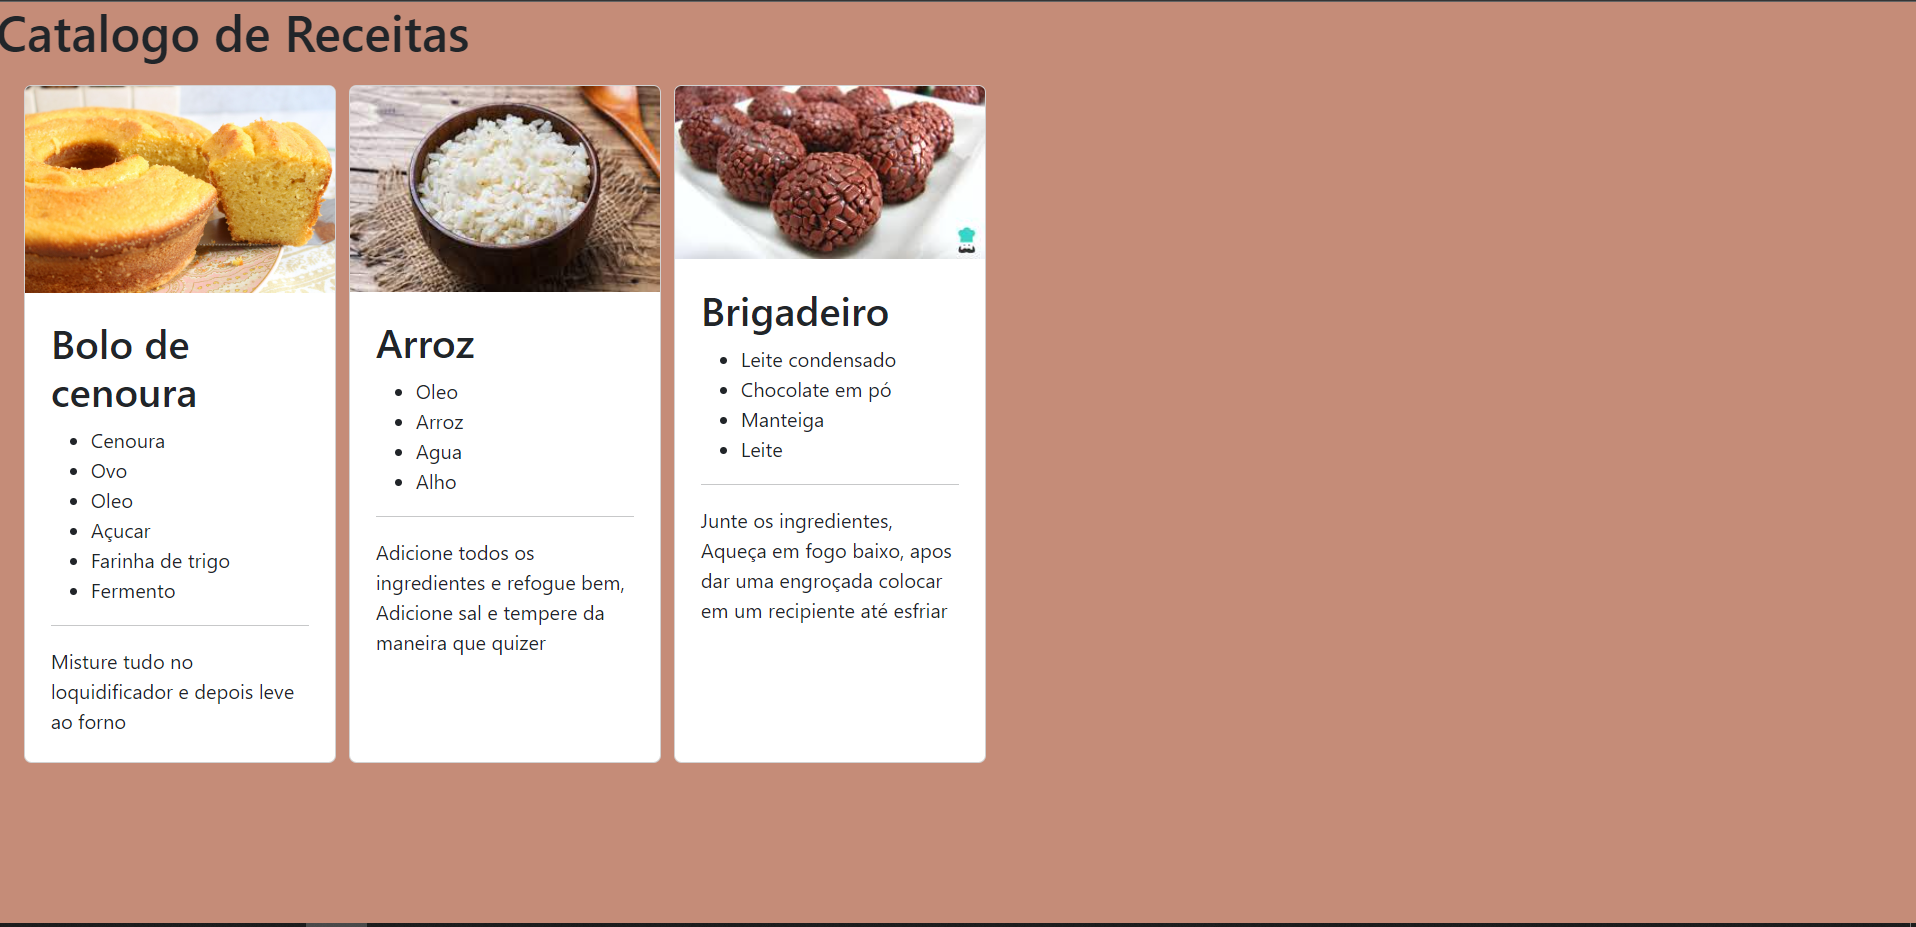 Catalogo de Receitas
Bolo de
cenoura
Cenoura
Ovo
Oleo
Açucar
Farinha de trigo
Fermento
Misture tudo no
loquidificador e depois leve
ao forno
Arroz
Oleo
Arroz
Agua
Alho
Adicione todos os
ingredientes e refogue bem,
Adicione sal e tempere da
maneira que quizer
Brigadeiro
Leite condensado
Chocolate em pó
Manteiga
Leite
Junte os ingredientes,
Aqueça em fogo baixo, apos
dar uma engroçada colocar
em um recipiente até esfriar